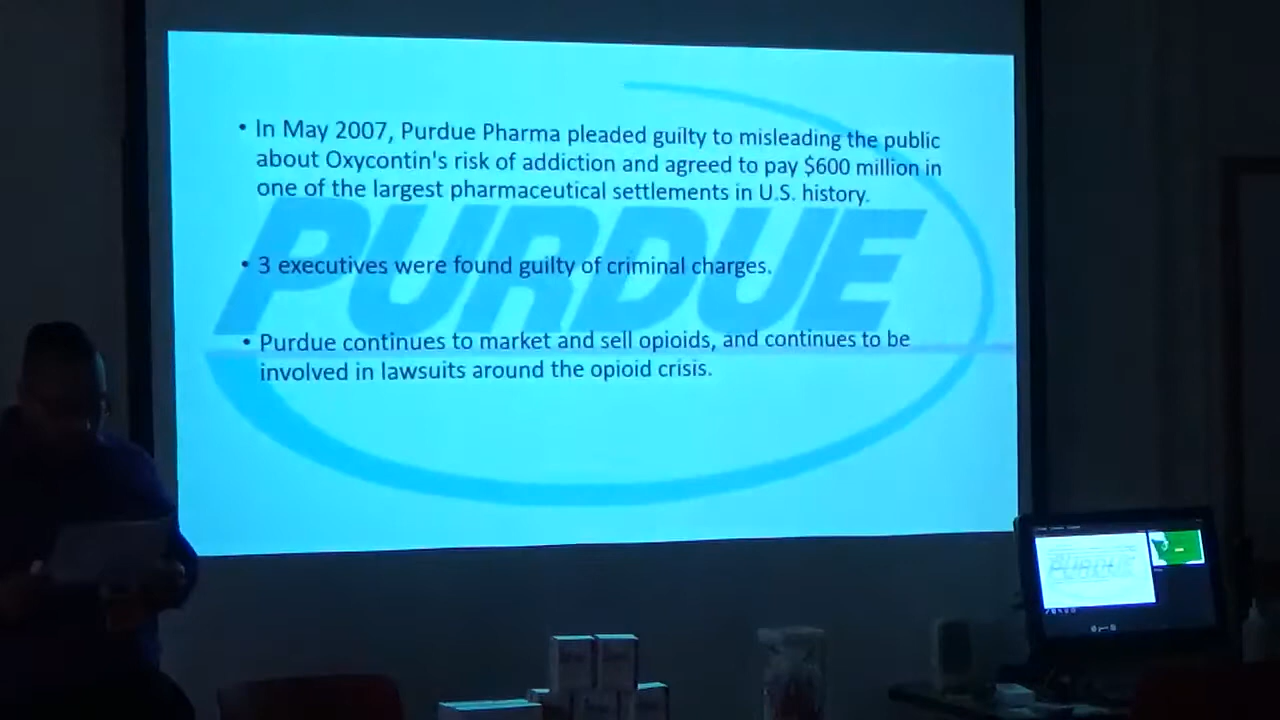 • In May 2007, Purdue Pharma pleaded guilty to misleading the public
about Oxycontin's risk of addiction and agreed to pay $600 million in
one of the largest pharmaceutical settlements in U.S. history.
PURDUE
• 3 executives were found guilty of criminal charges.
• Purdue continues to market and sell opioids, and continues to be
involved in lawsuits around the opioid crisis.
PURDUE